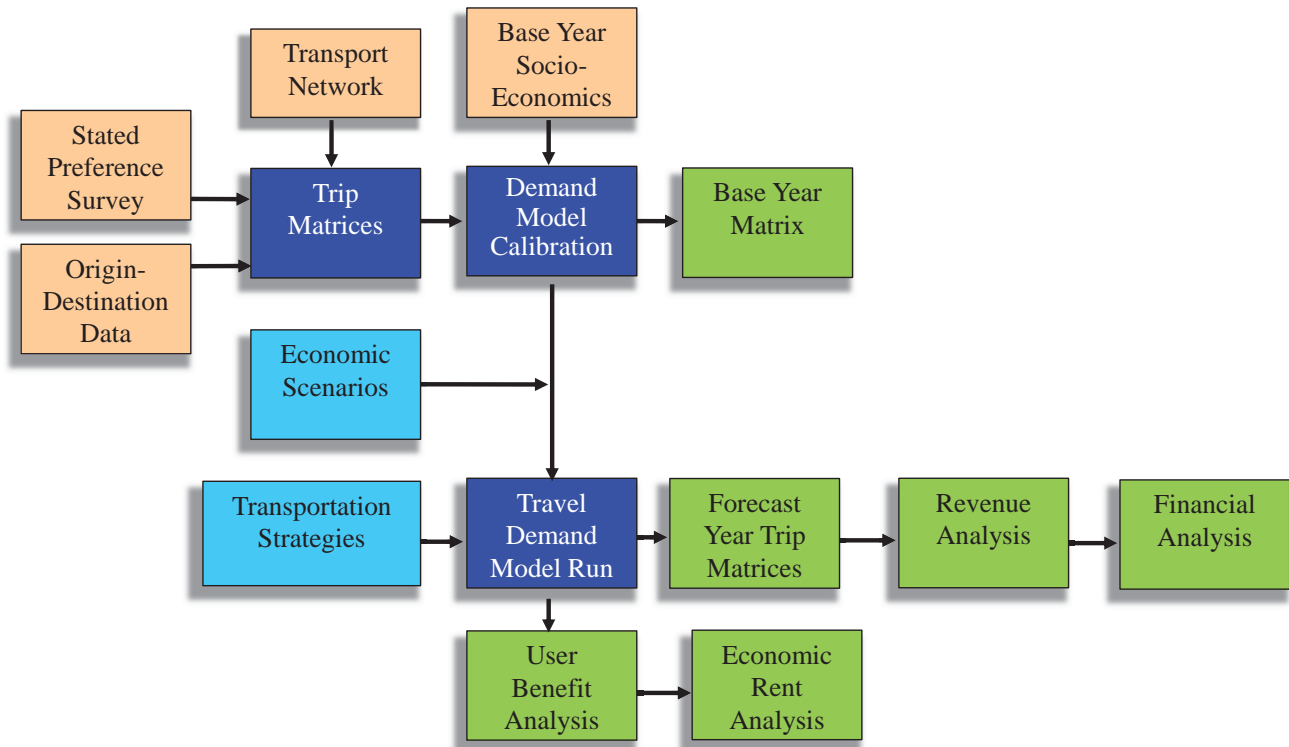 Transport
Network
Base Year
Socio-
Economics
Stated
Preference
Survey
Trip
Matrices
Demand
Model
Calibration
Base Year
Matrix
Origin-
Destination
Data
Economic
Scenarios
Transportation
Strategies
Travel
Demand
Model Run
Forecast
Year Trip
Matrices
Revenue
Analysis
Financial
Analysis
User
Benefit
Analysis
Economic
Rent
Analysis